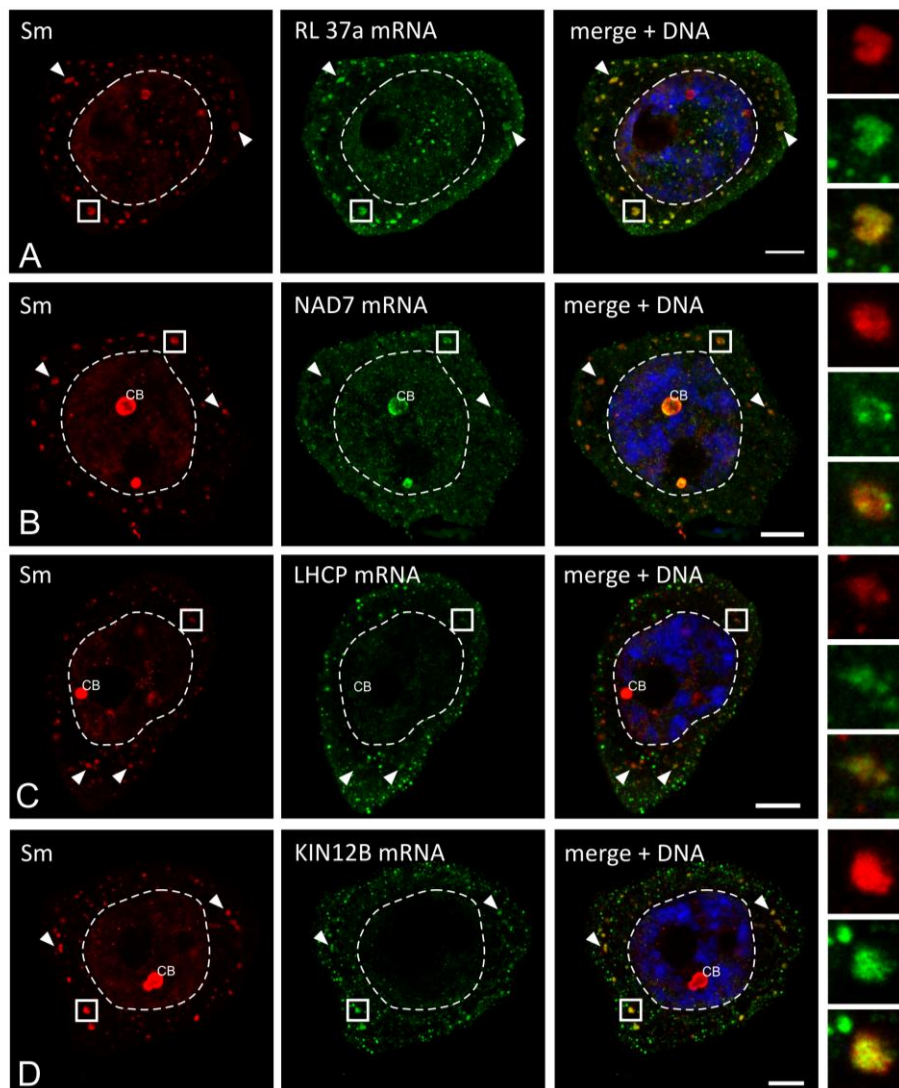 Sm RL 37a mRNA merge + DNA
A
Sm NAD7 mRNA merge + DNA
CB CB CB
B
Sm LHCP mRNA merge + DNA
CB CB CB
C
Sm KIN12B mRNA merge + DNA
CB CB
D